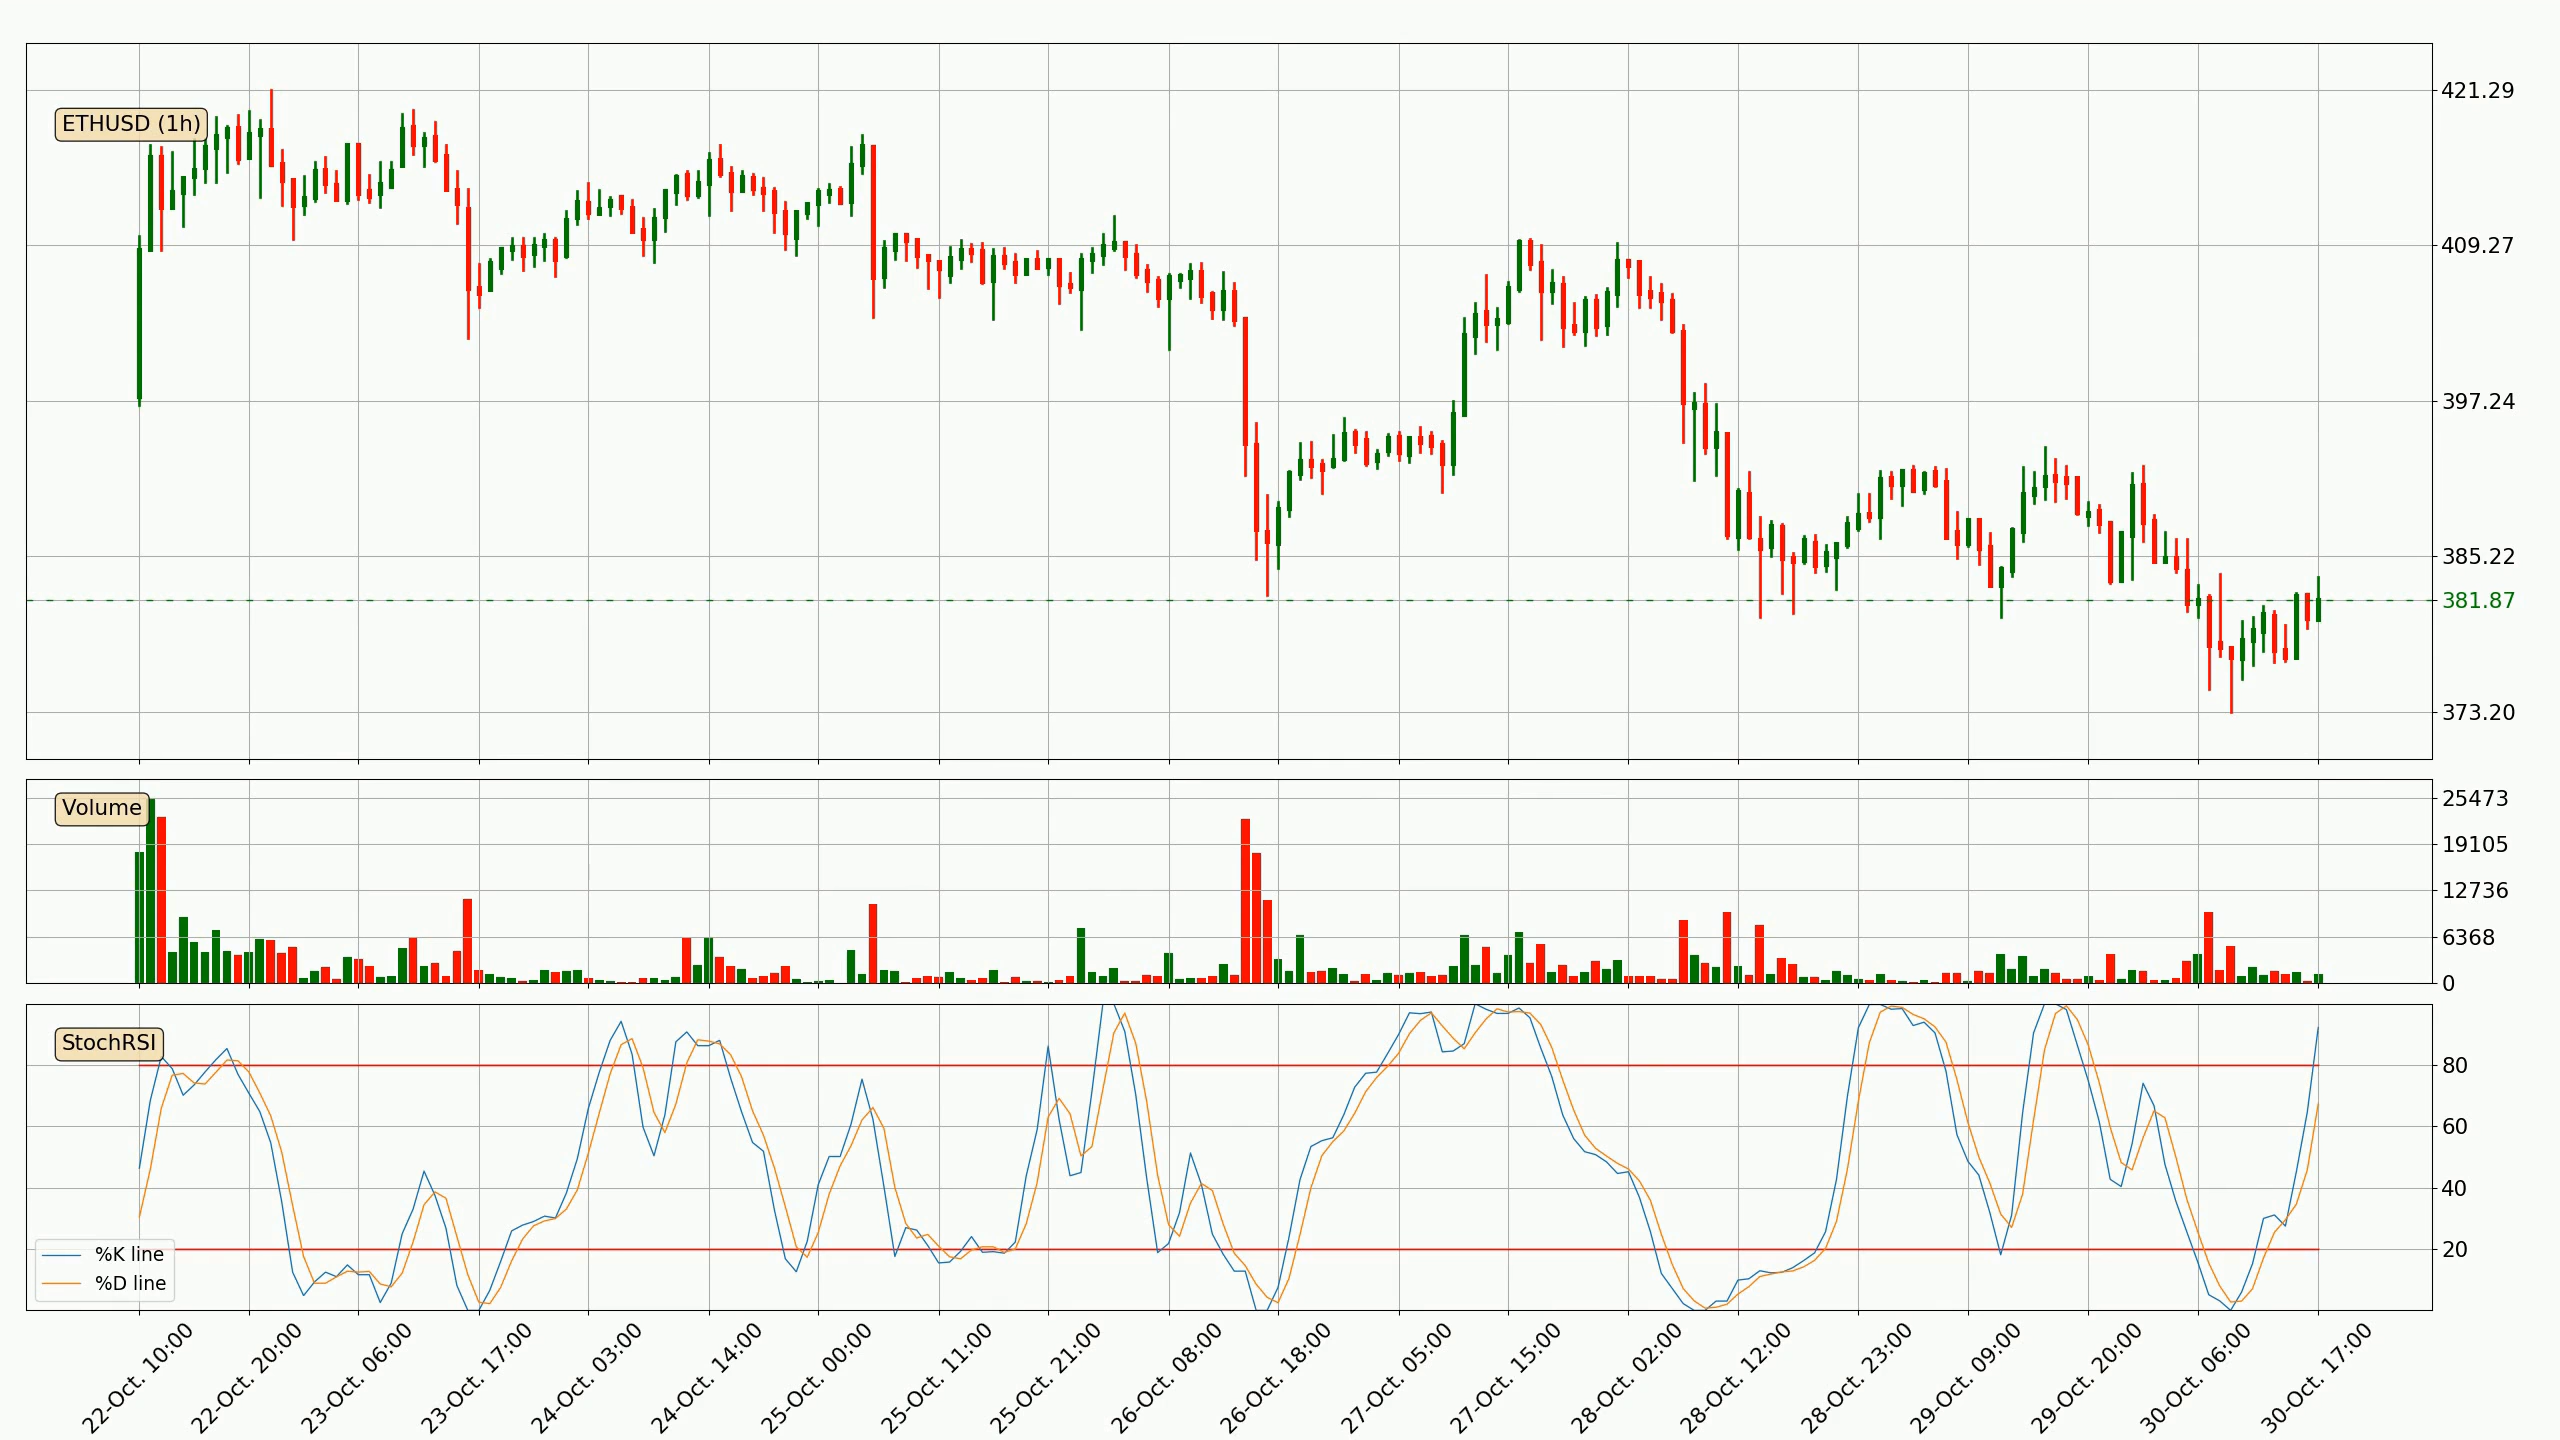 421.29
ETHUSD (1h)
409.27
397.24
385.22
381.87
373.20
Volume
25473
19105
12736
6368
0
StochRSI
80
60
40
20
%K line
%D line
22-Oct. 10:00
22-Oct. 20:00
23-Oct. 06:00
23-Oct. 17:00
24-Oct. 03:00
24-Oct. 14:00
25-Oct. 00:00
25-Oct. 11:00
25-Oct. 21:00
26-Oct. 08:00
26-Oct. 18:00
27-Oct. 05:00
27-Oct. 15:00
28-Oct. 02:00
28-Oct. 12:00
28-Oct. 23:00
29-Oct. 09:00
29-Oct. 20:00
30-Oct. 06:00
30-Oct. 17:00